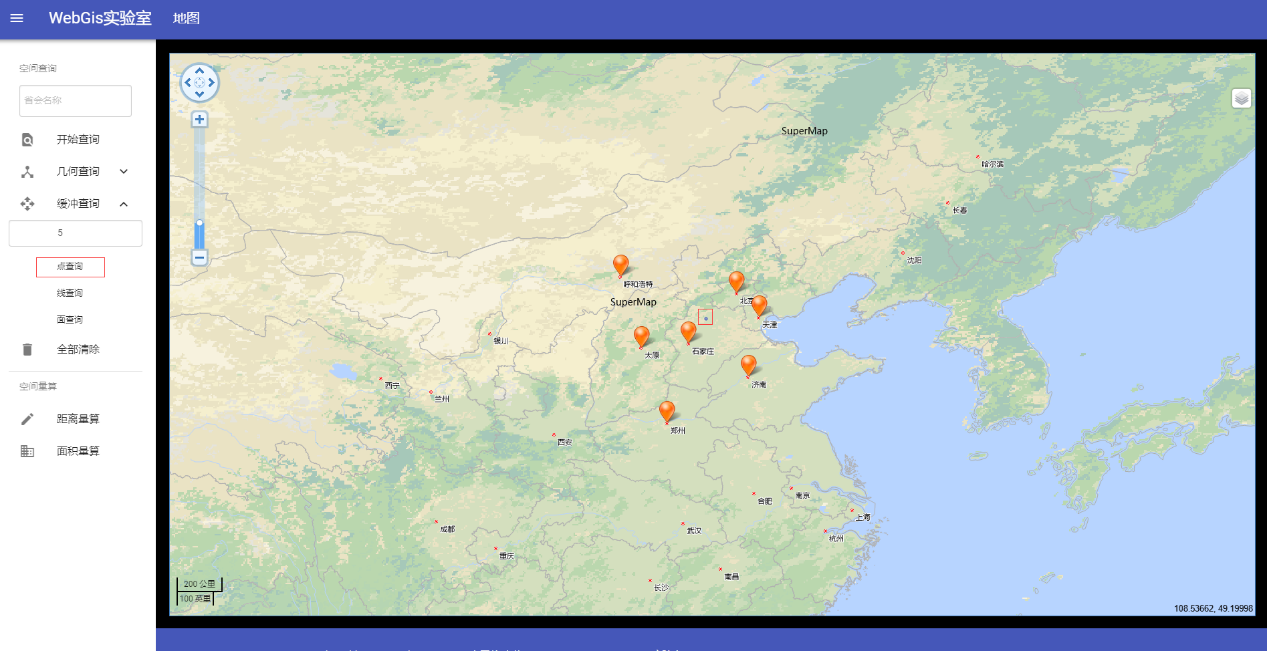 WebGis实验室 地图
空间查询
省会名称
开始查询
几何查询
缓冲查询
5
点查询
线查询
面查询
全部清除
空间量算
距离量算
面积量算
SuperMap
哈尔滨
长春
沈阳
呼和浩特
SuperMap
北京
天津
银川
太原
石家庄
西宁
济南
兰州
郑州
西安
合肥
南京
上海
成都
武汉
杭州
重庆
南昌
长沙
200 公里
100 英里
108.53662, 49.19998